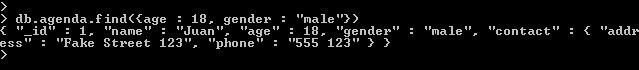 >
> db.agenda.find({age : 18, gender : "male"})
{ "_id" : 1, "name" : "Juan", "age" : 18, "gender" : "male", "contact" : { "addr
ess" : "Fake Street 123", "phone" : "555 123" } }
>